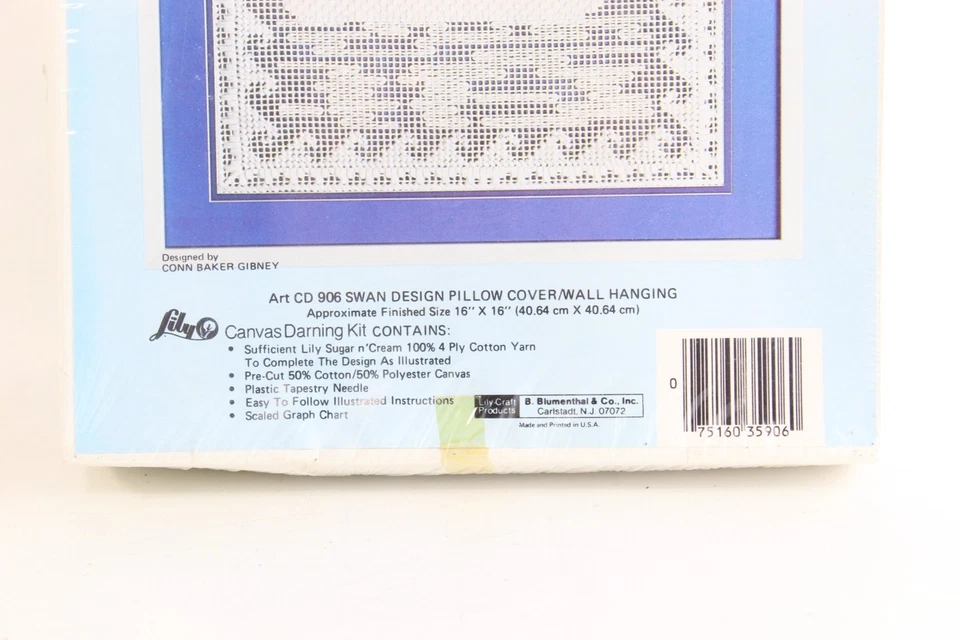 Designed by
CONN BAKER GIBNEY
Art CD 906 SWAN DESIGN PILLOW COVER/WALL HANGING
Approximate Finished Size 16" X 16" (40.64 cm X 40.64 cm)
Lily Canvas Darning Kit CONTAINS:
• Sufficient Lily Sugar n'Cream 100% 4 Ply Cotton Yarn
To Complete The Design As Illustrated
• Pre-Cut 50% Cotton/50% Polyester Canvas
• Plastic Tapestry Needle
• Easy To Follow Illustrated Instructions
• Scaled Graph Chart
Lily-Craft
Products
B. Blumenthal & Co., Inc.
Carlstadt, N.J. 07072
Made and Printed in U.S.A.
0
75160 35906